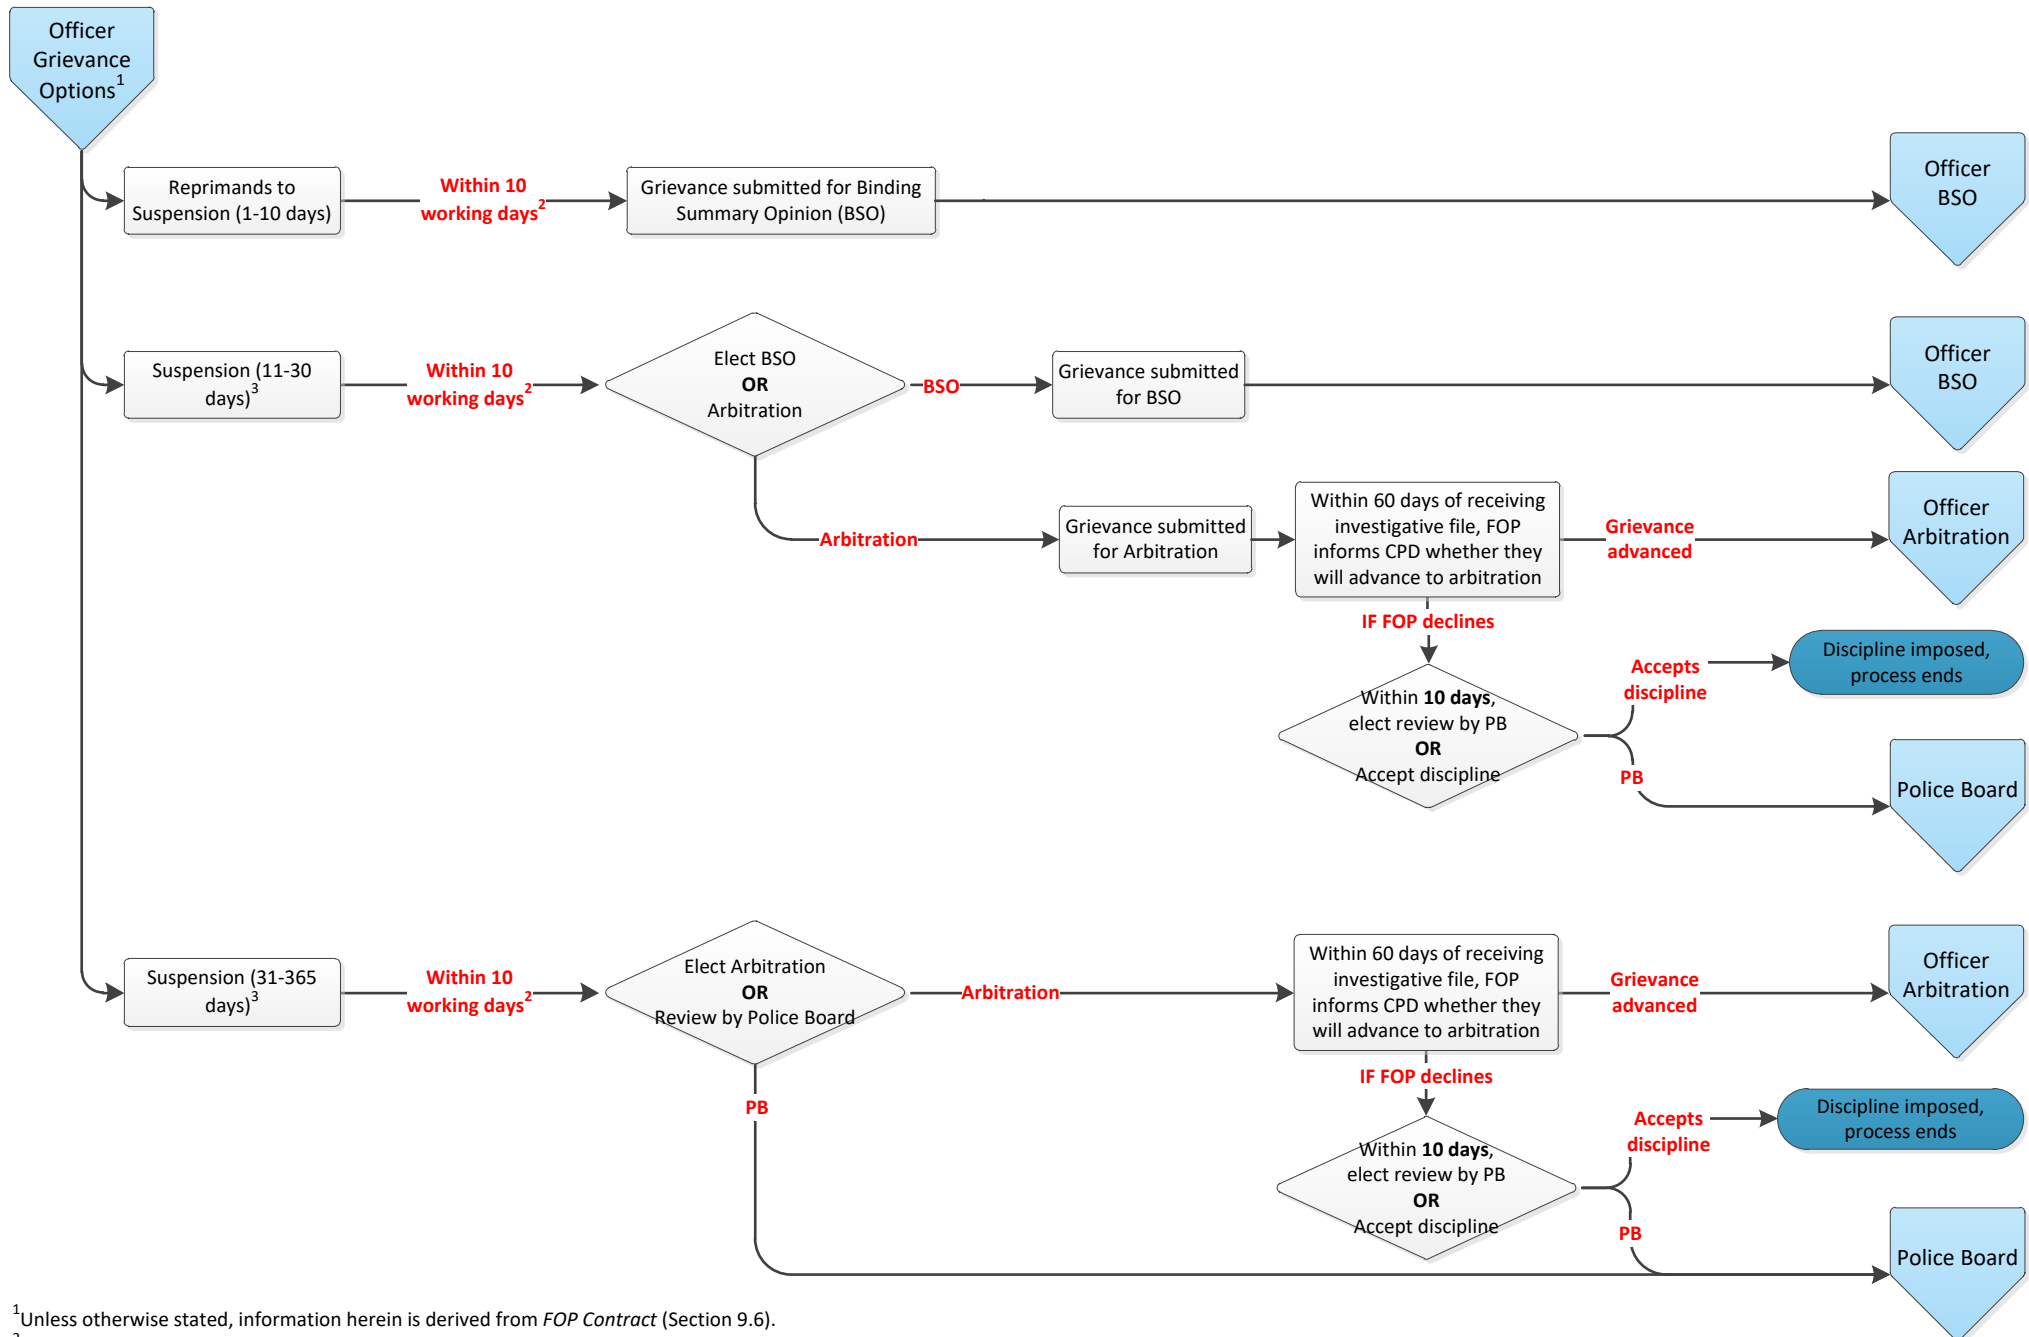 Officer
Grievance
Options1
Reprimands to
Suspension (1-10 days)
Within 10
working days2
Grievance submitted for Binding
Summary Opinion (BSO)
Officer
BSO
Suspension (11-30
days)3
Within 10
working days2
Elect BSO
OR
Arbitration
BSO
Grievance submitted
for BSO
Officer
BSO
Arbitration
Grievance submitted
for Arbitration
Within 60 days of receiving
investigative file, FOP
informs CPD whether they
will advance to arbitration
Grievance
advanced
Officer
Arbitration
IF FOP declines
Within 10 days,
elect review by PB
OR
Accept discipline
Accepts
discipline
Discipline imposed,
process ends
PB
Police Board
Suspension (31-365
days)3
Within 10
working days2
Elect Arbitration
OR
Review by Police Board
Arbitration
Within 60 days of receiving
investigative file, FOP
informs CPD whether they
will advance to arbitration
Grievance
advanced
Officer
Arbitration
IF FOP declines
PB
Within 10 days,
elect review by PB
OR
Accept discipline
Accepts
discipline
Discipline imposed,
process ends
PB
Police Board
1Unless otherwise stated, information herein is derived from FOP Contract (Section 9.6).